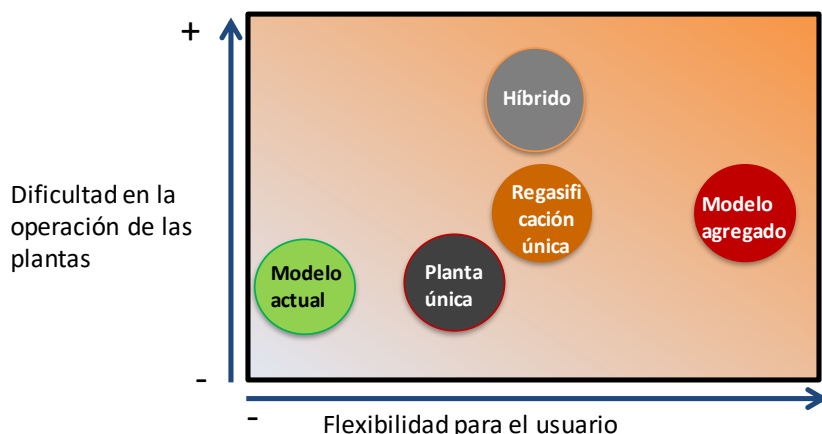 +
Híbrido
Dificultad en la
operación de las
plantas
Regasifi
cación
única
Modelo
agregado
Modelo
actual
Planta
única
-
-
Flexibilidad para el usuario